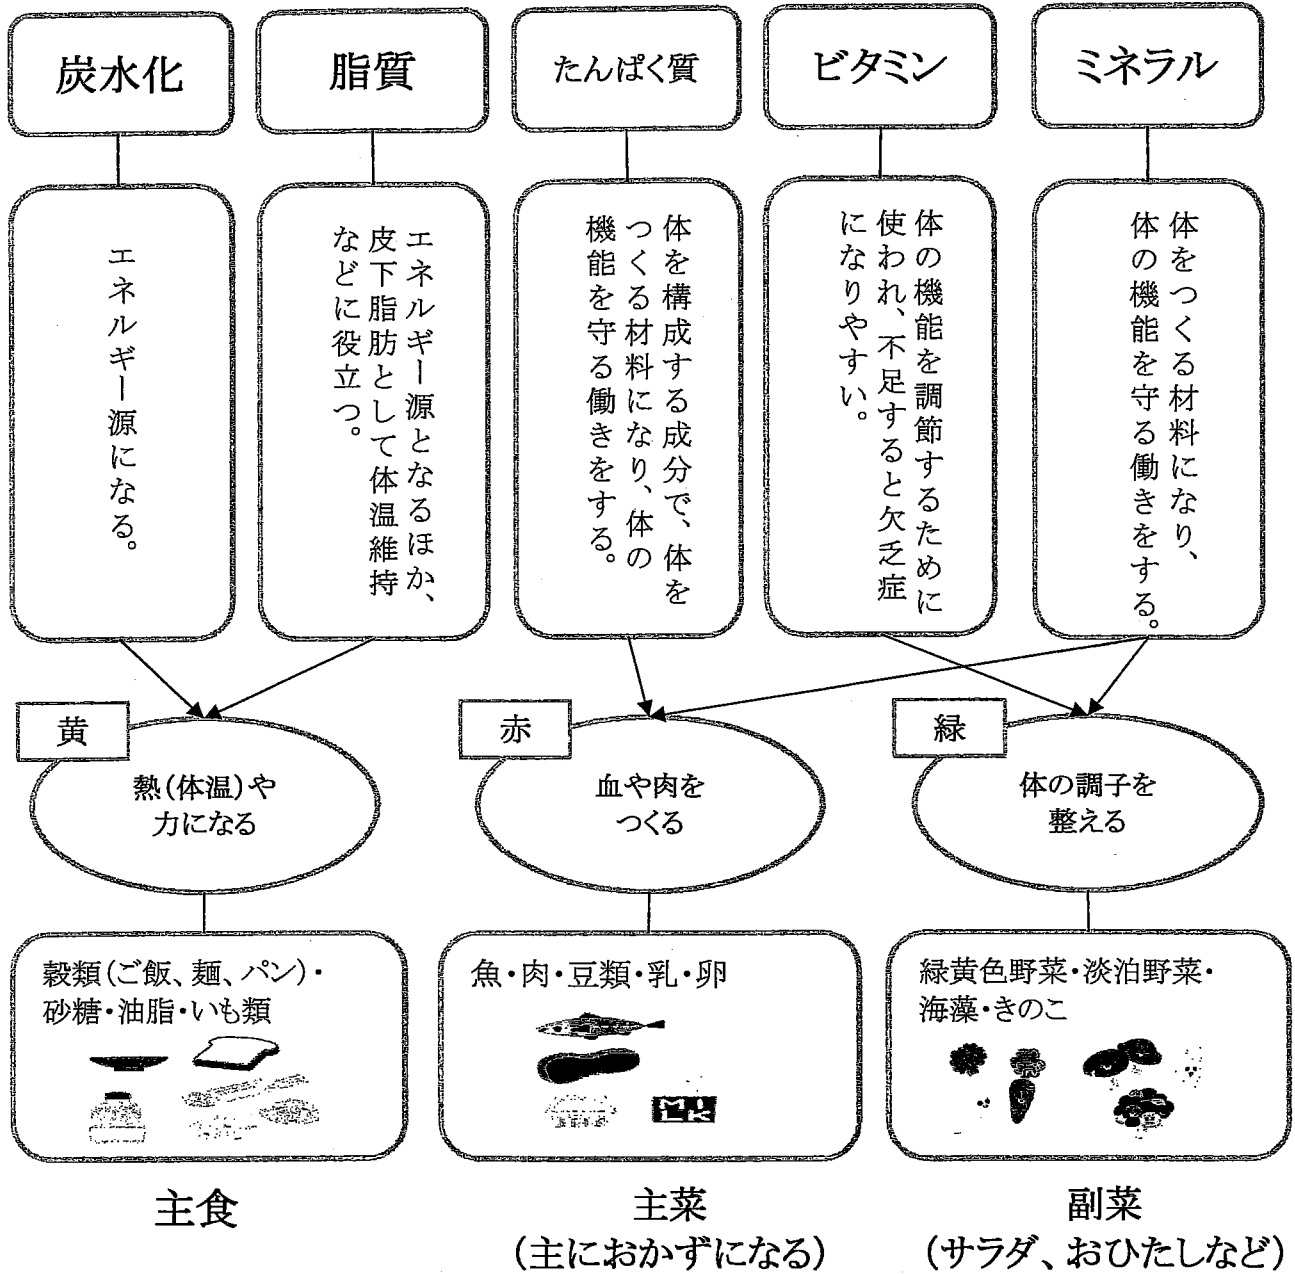 炭水化
脂質
たんぱく質
ビタミン
ミネラル
エネルギー源になる。
エネルギー源となるほか、
皮下脂肪として体温維持
などに役立つ。
体を構成する成分で、体を
つくる材料になり、体の
機能を守る働きをする。
体の機能を調節するために
使われ、不足すると欠乏症
になりやすい。
体をつくる材料になり、
体の機能を守る働きをする。
黄
熱(体温)や
力になる
赤
血や肉を
つくる
緑
体の調子を
整える
穀類(ご飯、麺、パン)・
砂糖・油脂・いも類
魚・肉・豆類・乳・卵
MI
LK
緑黄色野菜・淡泊野菜・
海藻・きのこ
主食
主菜
(主におかずになる)
副菜
(サラダ、おひたしなど)